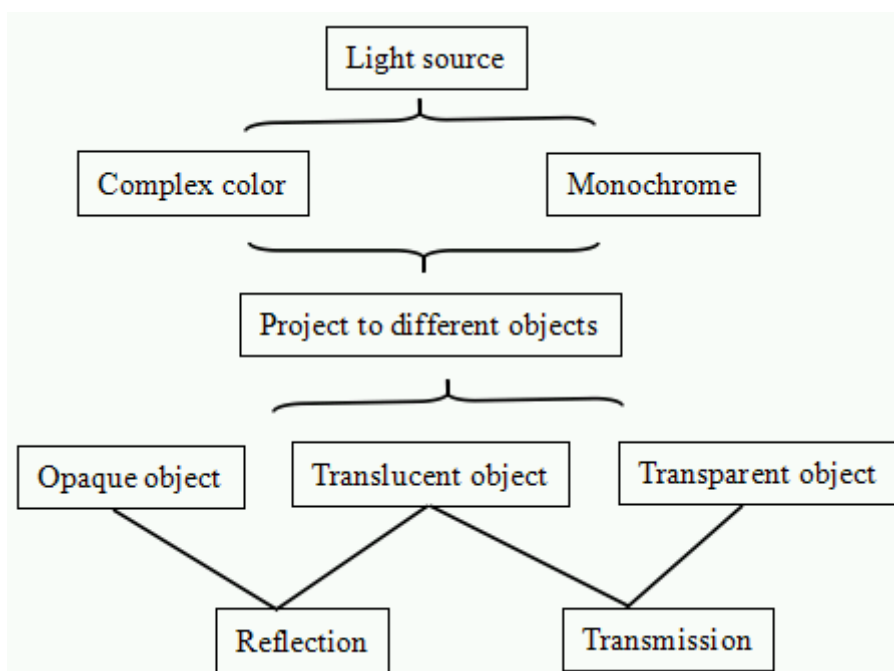 Light source
Complex color
Monochrome
Project to different objects
Opaque object
Translucent object
Transparent object
Reflection
Transmission